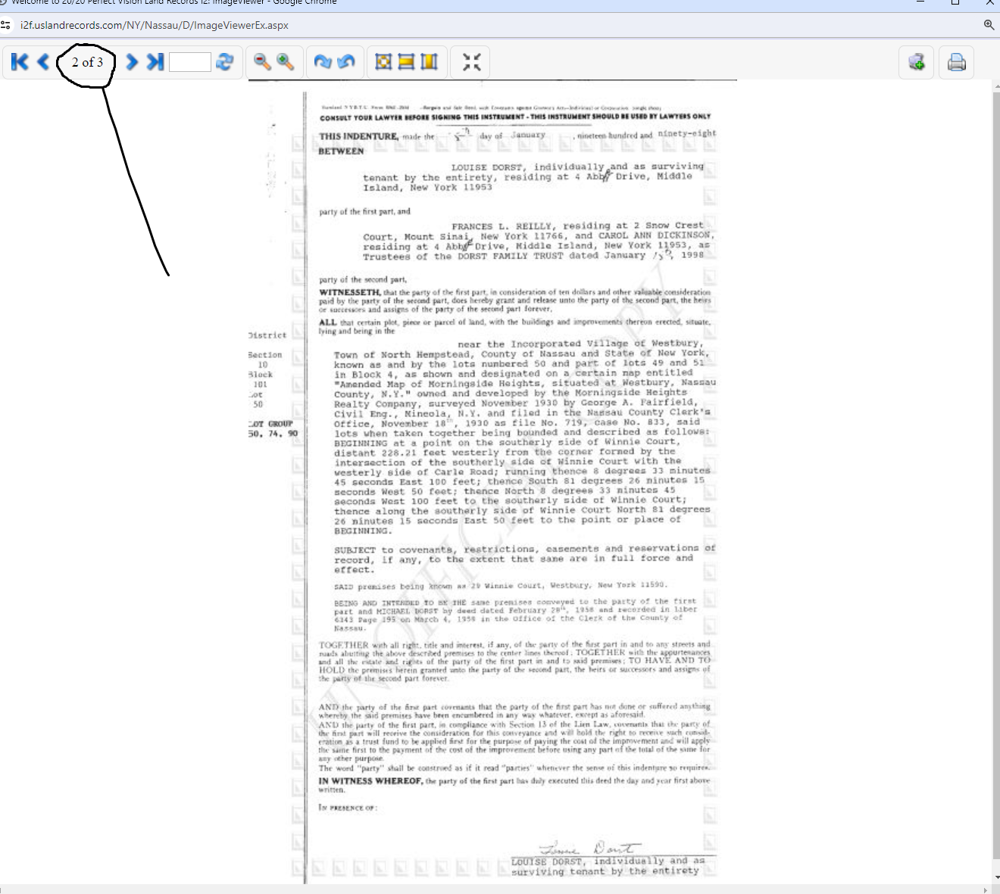 Welcome to 20/20 Perfect Vision Land Records I2: ImageViewer - Google Chrome
i2f.uslandrecords.com/NY/Nassau/D/ImageViewerEx.aspx
2 of 3
CONSULT YOUR LAWYER BEFORE SIGNING THIS INSTRUMENT - THIS INSTRUMENT SHOULD BE USED BY LAWYERS ONLY
THIS INDENTURE, made the day of January , nineteen hundred and ninety-eight
BETWEEN
LOUISE DORST, individually and as surviving
tenant by the entirety, residing at 4 Drive, Middle
Island, New York 11953
party of the first part, and
FRANCES L. REILLY, residing at 2 Snow Crest
Court, Mount Sinai, New York 11766, and CAROL ANN DICKINSON,
residing at 4 Drive, Middle Island, New York 11953, as
Trustees of the DORST FAMILY TRUST dated January , 1998
party of the second part,
WITNESSETH, that the party of the first part, in consideration of ten dollars and other valuable consideration
paid by the party of the second part, does hereby grant and release unto the party of the second part, the heirs
or successors and assigns of the party of the second part forever,
ALL that certain plot, piece or parcel of land, with the buildings and improvements thereon erected, situate,
lying and being in the
District
Section
10
Block
101
Lot
50
LOT GROUP
50, 74, 90
near the Incorporated Village of Westbury,
Town of North Hempstead, County of Nassau and State of New York,
known as and by the lots numbered 50 and part of lots 49 and 51
in Block 4, as shown and designated on a certain map entitled
"Amended Map of Morningside Heights, situated at Westbury, Nassau
County, N.Y." owned and developed by the Morningside Heights
Realty Company, surveyed November 1930 by George A. Fairfield,
Civil Eng., Mineola, N.Y. and filed in the Nassau County Clerk's
Office, November 18th, 1930 as file No. 719, case No. 833, said
lots when taken together being bounded and described as follows:
BEGINNING at a point on the southerly side of Winnie Court,
distant 228.21 feet westerly from the corner formed by the
intersection of the southerly side of Winnie Court with the
westerly side of Carle Road; running thence 8 degrees 33 minutes
45 seconds East 100 feet; thence South 81 degrees 26 minutes 15
seconds West 50 feet; thence North 8 degrees 33 minutes 45
seconds West 100 feet to the southerly side of Winnie Court;
thence along the southerly side of Winnie Court North 81 degrees
26 minutes 15 seconds East 50 feet to the point or place of
BEGINNING.
SUBJECT to covenants, restrictions, easements and reservations of
record, if any, to the extent that same are in full force and
effect.
SAID premises being known as 29 Winnie Court, Westbury, New York 11590.
BEING AND INTENDED TO BE THE same premises conveyed to the party of the first
part and MICHAEL DORST by deed dated February 28th, 1958 and recorded in Liber
6343 Page 195 on March 4, 1958 in the Office of the Clerk of the County of
Nassau.
TOGETHER with all right, title and interest, if any, of the party of the first part in and to any streets and
roads abutting the above described premises to the center lines thereof; TOGETHER with the appurtenances
and all the estate and rights of the party of the first part in and to said premises; TO HAVE AND TO
HOLD the premises herein granted unto the party of the second part, the heirs or successors and assigns of
the party of the second part forever.
AND the party of the first part covenants that the party of the first part has not done or suffered anything
whereby the said premises have been encumbered in any way whatever, except as aforesaid.
AND the party of the first part, in compliance with Section 13 of the Lien Law, covenants that the party of
the first part will receive the consideration for this conveyance and will hold the right to receive such consid-
eration as a trust fund to be applied first for the purpose of paying the cost of the improvement and will apply
the same first to the payment of the cost of the improvement before using any part of the total of the same for
any other purpose.
The word "party" shall be construed as if it read "parties" whenever the sense of this indenture so requires.
IN WITNESS WHEREOF, the party of the first part has duly executed this deed the day and year first above
written.
IN PRESENCE OF:
Louise Dorst
LOUISE DORST, individually and as
surviving tenant by the entirety
UNOFFICIAL COPY